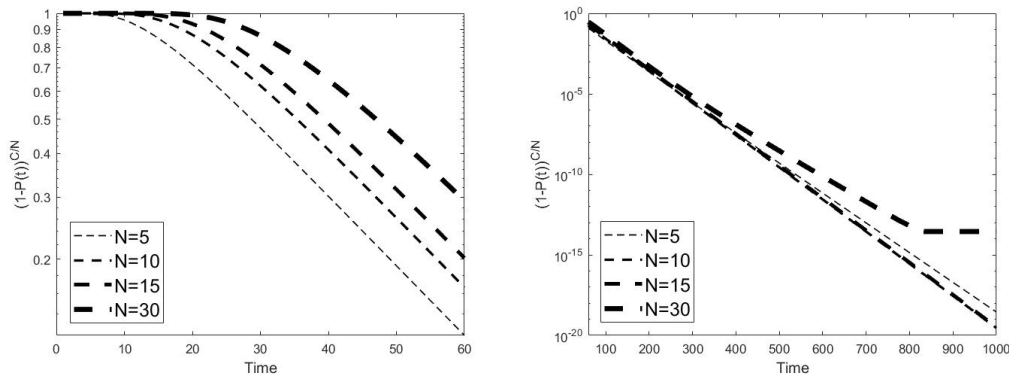 1
0.9
0.8
0.7
0.6
0.5
0.4
0.3
0.2
(1-P(t))^{C/N}
N=5
N=10
N=15
N=30
0 10 20 30 40 50 60
Time
10^0
10^{-5}
10^{-10}
10^{-15}
10^{-20}
(1-P(t))^{C/N}
N=5
N=10
N=15
N=30
100 200 300 400 500 600 700 800 900 1000
Time